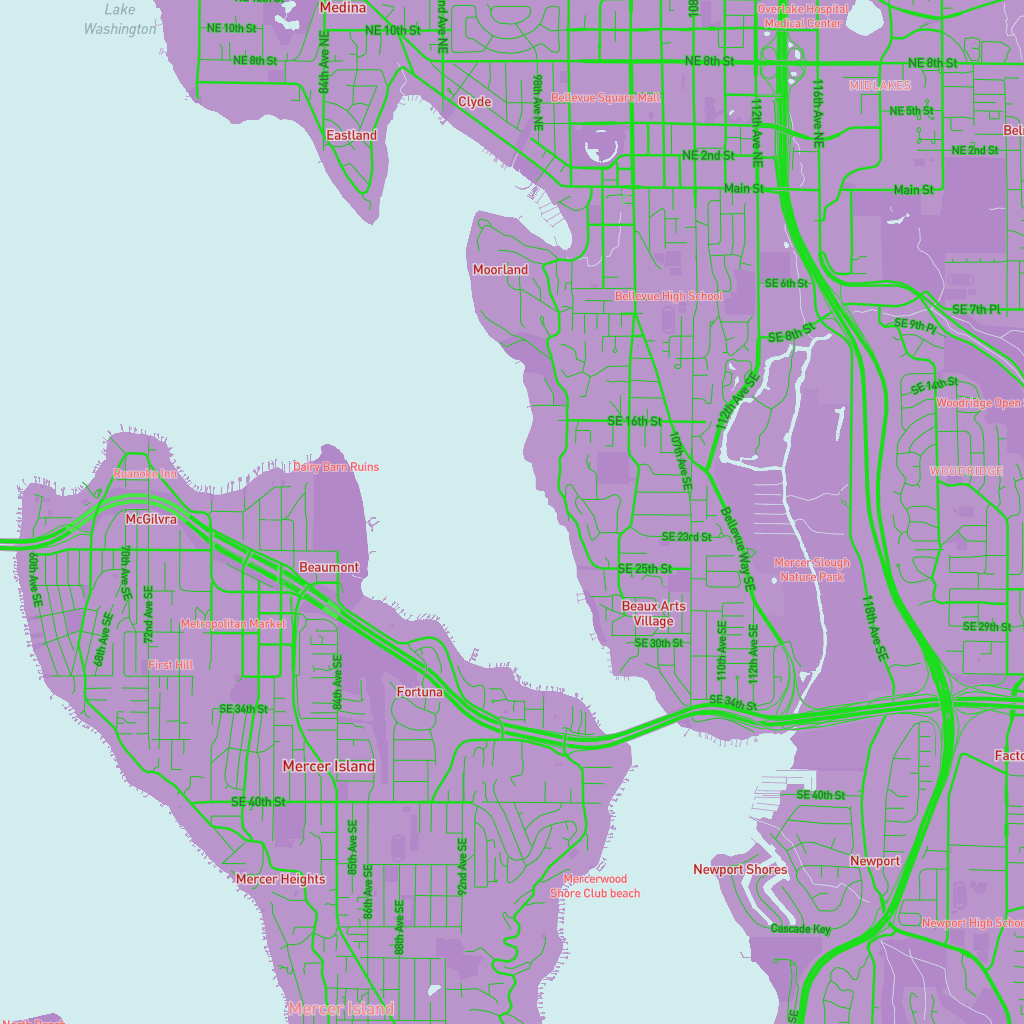 Lake
Washington
Medina
Overlake Hospital
Medical Center
NE 10th St
NE 10th St
NE 8th St
NE 8th St
NE 8th St
84th Ave NE
98th Ave NE
112th Ave NE
116th Ave NE
Clyde
Bellevue Square Mall
MIDLAKES
NE 5th St
Eastland
NE 2nd St
NE 2nd St
Main St
Main St
Moorland
Bellevue High School
SE 6th St
SE 7th Pl
SE 9th Pl
SE 8th St
SE 14th St
112th Ave SE
Woodridge Open
SE 16th St
107th Ave SE
WOODRIDGE
Roanoke Inn
Dairy Barn Ruins
McGilvra
Bellevue Way SE
SE 23rd St
60th Ave SE
70th Ave SE
Beaumont
SE 25th St
Mercer Slough
Nature Park
72nd Ave SE
Beaux Arts
Village
118th Ave SE
Metropolitan Market
SE 29th St
68th Ave SE
SE 30th St
110th Ave SE
112th Ave SE
First Hill
84th Ave SE
Fortuna
SE 34th St
SE 34th St
Mercer Island
SE 40th St
SE 40th St
85th Ave SE
92nd Ave SE
Newport
Newport Shores
Mercer Heights
Mercerwood
Shore Club beach
86th Ave SE
88th Ave SE
Cascade Key
Mercer Island
SE